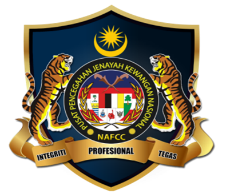 PUSAT PENCEGAHAN JENAYAH KEWANGAN NASIONAL
NAFCC
INTEGRITI
PROFESIONAL
TEGAS